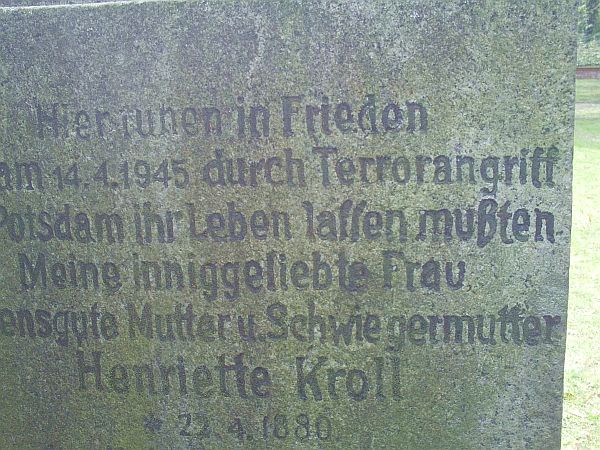 Hier ruhen in Frieden
am 14.4.1945 durch Terrorangriff
Potsdam ihr Leben lassen mußten.
Meine inniggeliebte Frau,
ensgute Mutter u. Schwiegermutter
Henriette Kroll
* 22.4.1880